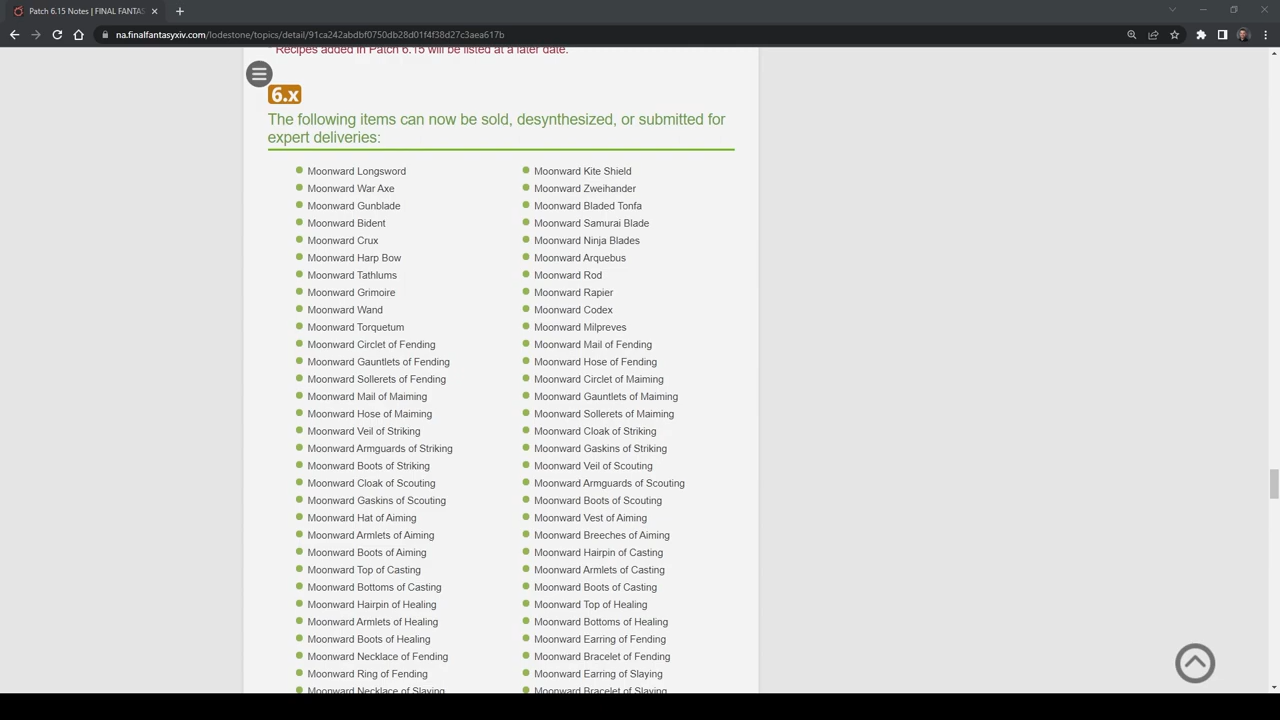 Patch 6.15 Notes | FINAL FANTAS
na.finalfantasyxiv.com/lodestone/topics/detail/91ca242abdbf0750db28d01f4f38d27c3aea617b
* Recipes added in Patch 6.15 will be listed at a later date.
6.x
The following items can now be sold, desynthesized, or submitted for
expert deliveries:
Moonward Longsword
Moonward Kite Shield
Moonward War Axe
Moonward Zweihander
Moonward Gunblade
Moonward Bladed Tonfa
Moonward Bident
Moonward Samurai Blade
Moonward Crux
Moonward Ninja Blades
Moonward Harp Bow
Moonward Arquebus
Moonward Tathlums
Moonward Rod
Moonward Grimoire
Moonward Rapier
Moonward Wand
Moonward Codex
Moonward Torquetum
Moonward Milpreves
Moonward Circlet of Fending
Moonward Mail of Fending
Moonward Gauntlets of Fending
Moonward Hose of Fending
Moonward Sollerets of Fending
Moonward Circlet of Maiming
Moonward Mail of Maiming
Moonward Gauntlets of Maiming
Moonward Hose of Maiming
Moonward Sollerets of Maiming
Moonward Veil of Striking
Moonward Cloak of Striking
Moonward Armguards of Striking
Moonward Gaskins of Striking
Moonward Boots of Striking
Moonward Veil of Scouting
Moonward Cloak of Scouting
Moonward Armguards of Scouting
Moonward Gaskins of Scouting
Moonward Boots of Scouting
Moonward Hat of Aiming
Moonward Vest of Aiming
Moonward Armlets of Aiming
Moonward Breeches of Aiming
Moonward Boots of Aiming
Moonward Hairpin of Casting
Moonward Top of Casting
Moonward Armlets of Casting
Moonward Bottoms of Casting
Moonward Boots of Casting
Moonward Hairpin of Healing
Moonward Top of Healing
Moonward Armlets of Healing
Moonward Bottoms of Healing
Moonward Boots of Healing
Moonward Earring of Fending
Moonward Necklace of Fending
Moonward Bracelet of Fending
Moonward Ring of Fending
Moonward Earring of Slaying
Moonward Necklace of Slaying
Moonward Bracelet of Slaying